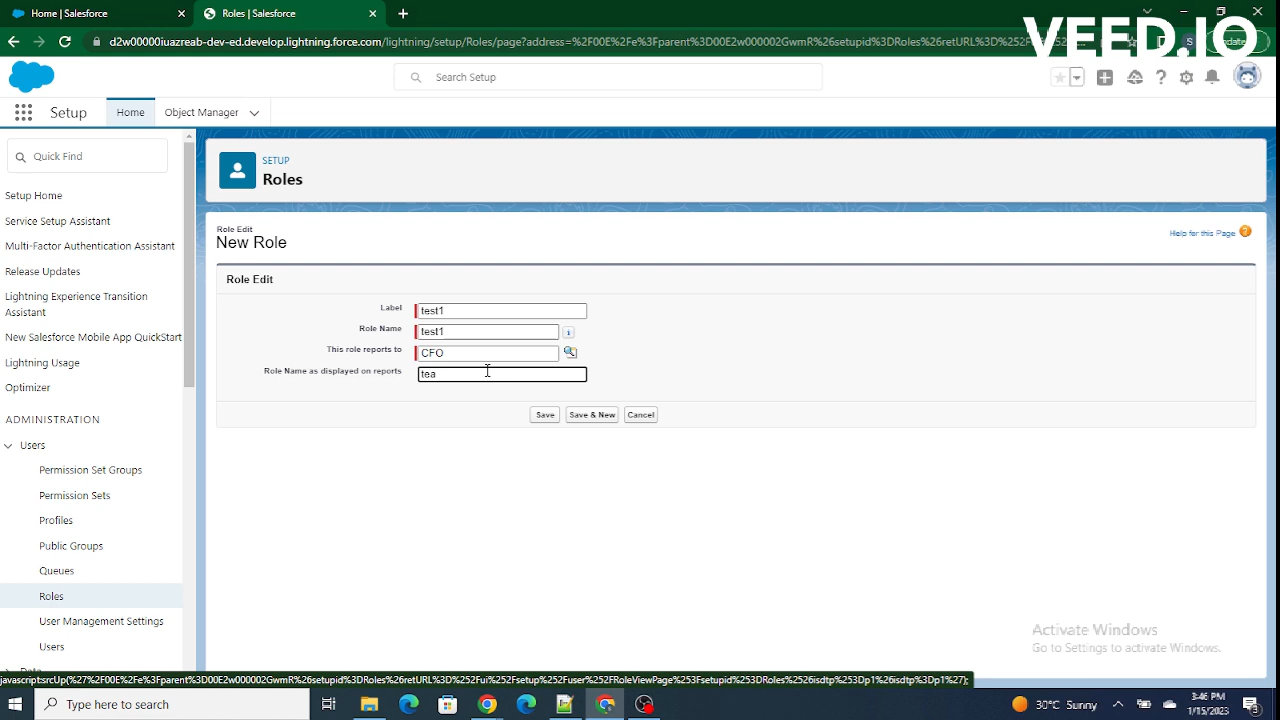 Home | Salesforce
Roles | Salesforce
VEED.IO
Search Setup
Setup
Home
Object Manager
Quick Find
Setup Home
Service Setup Assistant
Multi-Factor Authentication Assistant
Release Updates
Lightning Experience Transition
Assistant
New Salesforce Mobile App QuickStart
Lightning Usage
Optimizer
ADMINISTRATION
Users
Permission Set Groups
Permission Sets
Profiles
Public Groups
Queues
Roles
User Management Settings
Users
SETUP
Roles
Role Edit
New Role
Help for this Page
Role Edit
Label
test1
Role Name
test1
This role reports to
CFO
Role Name as displayed on reports
tea
Save
Save & New
Cancel
Activate Windows
Go to Settings to activate Windows.
Type here to search
30°C Sunny
3:46 PM
1/15/2023